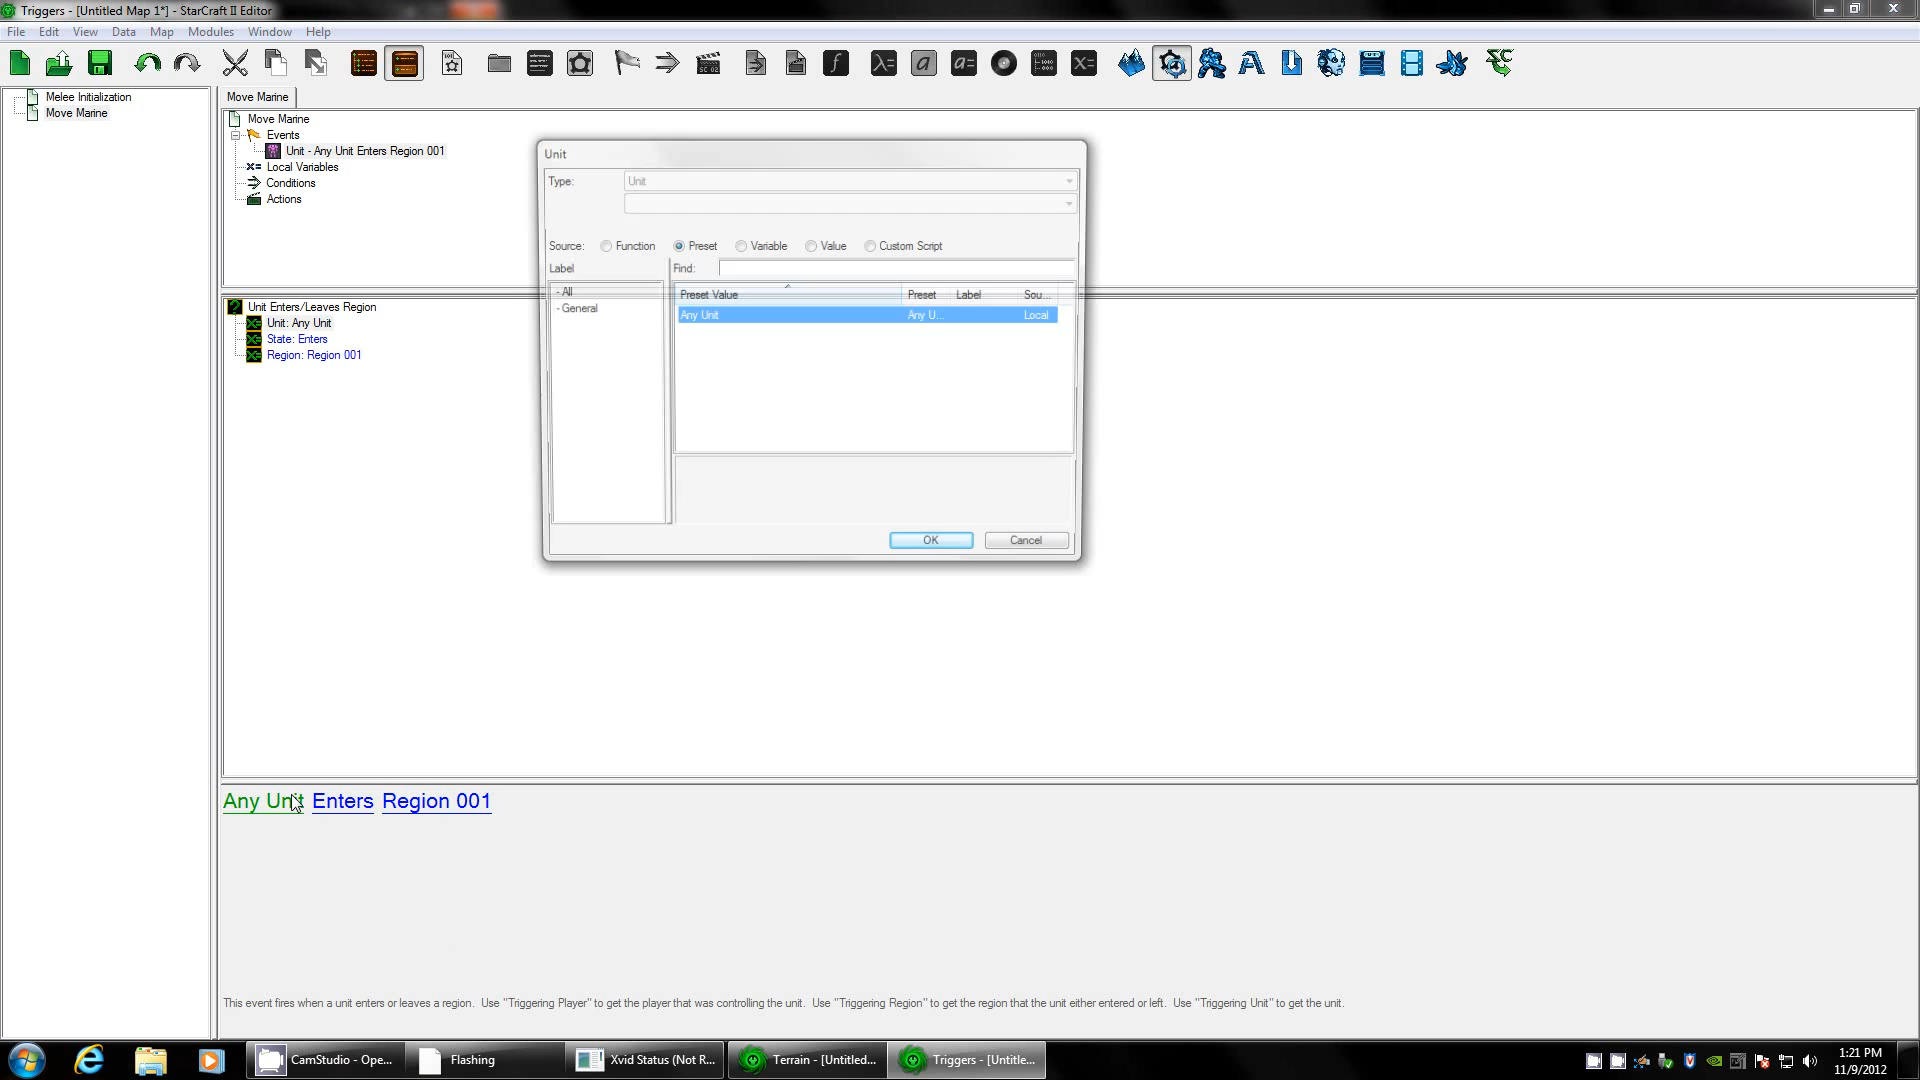 Triggers - [Untitled Map 1*] - StarCraft II Editor
File Edit View Data Map Modules Window Help
Melee Initialization
Move Marine
Move Marine
Move Marine
Events
Unit - Any Unit Enters Region 001
Local Variables
Conditions
Actions
Unit Enters/Leaves Region
Unit: Any Unit
State: Enters
Region: Region 001
Unit
Type: Unit
Source: Function Preset Variable Value Custom Script
Label
Find:
- All
- General
Preset Value Preset Label Sou...
Any Unit Any U... Local
OK Cancel
Any Unit Enters Region 001
This event fires when a unit enters or leaves a region. Use "Triggering Player" to get the player that was controlling the unit. Use "Triggering Region" to get the region that the unit either entered or left. Use "Triggering Unit" to get the unit.
CamStudio - Ope...
Flashing
Xvid Status (Not R...
Terrain - [Untitled...
Triggers - [Untitle...
1:21 PM
11/9/2012